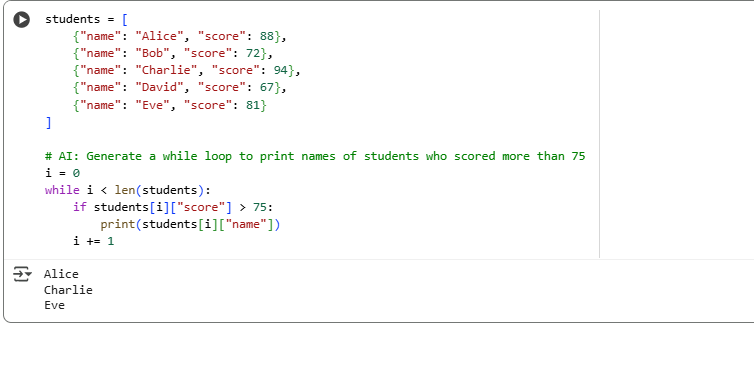 students = [
    {"name": "Alice", "score": 88},
    {"name": "Bob", "score": 72},
    {"name": "Charlie", "score": 94},
    {"name": "David", "score": 67},
    {"name": "Eve", "score": 81}
]

# AI: Generate a while loop to print names of students who scored more than 75
i = 0
while i < len(students):
    if students[i]["score"] > 75:
        print(students[i]["name"])
    i += 1
Alice
Charlie
Eve